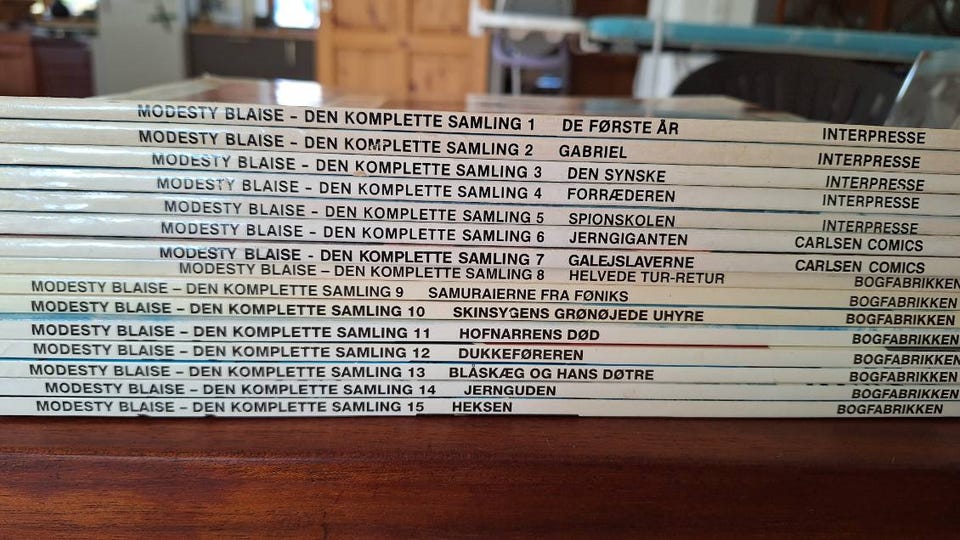 MODESTY BLAISE – DEN KOMPLETTE SAMLING 1 DE FØRSTE ÅR INTERPRESSE
MODESTY BLAISE – DEN KOMPLETTE SAMLING 2 GABRIEL INTERPRESSE
MODESTY BLAISE – DEN KOMPLETTE SAMLING 3 DEN SYNSKE INTERPRESSE
MODESTY BLAISE – DEN KOMPLETTE SAMLING 4 FORRÆDEREN INTERPRESSE
MODESTY BLAISE – DEN KOMPLETTE SAMLING 5 SPIONSKOLEN INTERPRESSE
MODESTY BLAISE – DEN KOMPLETTE SAMLING 6 JERNGIGANTEN CARLSEN COMICS
MODESTY BLAISE – DEN KOMPLETTE SAMLING 7 GALEJSLAVERNE CARLSEN COMICS
MODESTY BLAISE – DEN KOMPLETTE SAMLING 8 HELVEDE TUR-RETUR BOGFABRIKKEN
MODESTY BLAISE – DEN KOMPLETTE SAMLING 9 SAMURAIERNE FRA FØNIKS BOGFABRIKKEN
MODESTY BLAISE – DEN KOMPLETTE SAMLING 10 SKINSYGENS GRØNØJEDE UHYRE BOGFABRIKKEN
MODESTY BLAISE – DEN KOMPLETTE SAMLING 11 HOFNARRENS DØD BOGFABRIKKEN
MODESTY BLAISE – DEN KOMPLETTE SAMLING 12 DUKKEFØREREN BOGFABRIKKEN
MODESTY BLAISE – DEN KOMPLETTE SAMLING 13 BLÅSKÆG OG HANS DØTRE BOGFABRIKKEN
MODESTY BLAISE – DEN KOMPLETTE SAMLING 14 JERNGUDEN BOGFABRIKKEN
MODESTY BLAISE – DEN KOMPLETTE SAMLING 15 HEKSEN BOGFABRIKKEN